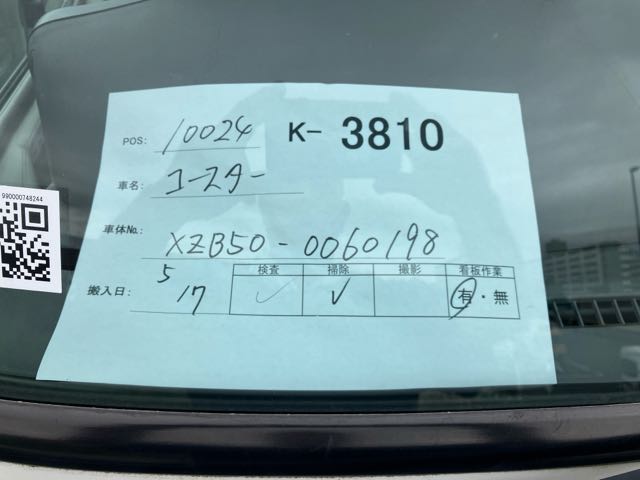 POS: 10024 K- 3810
990000748244
車名: コースター
車体No.: XZB50-0060198
搬入日: 5/17
検査 掃除 撮影 看板作業
✓ ✓ 有・無